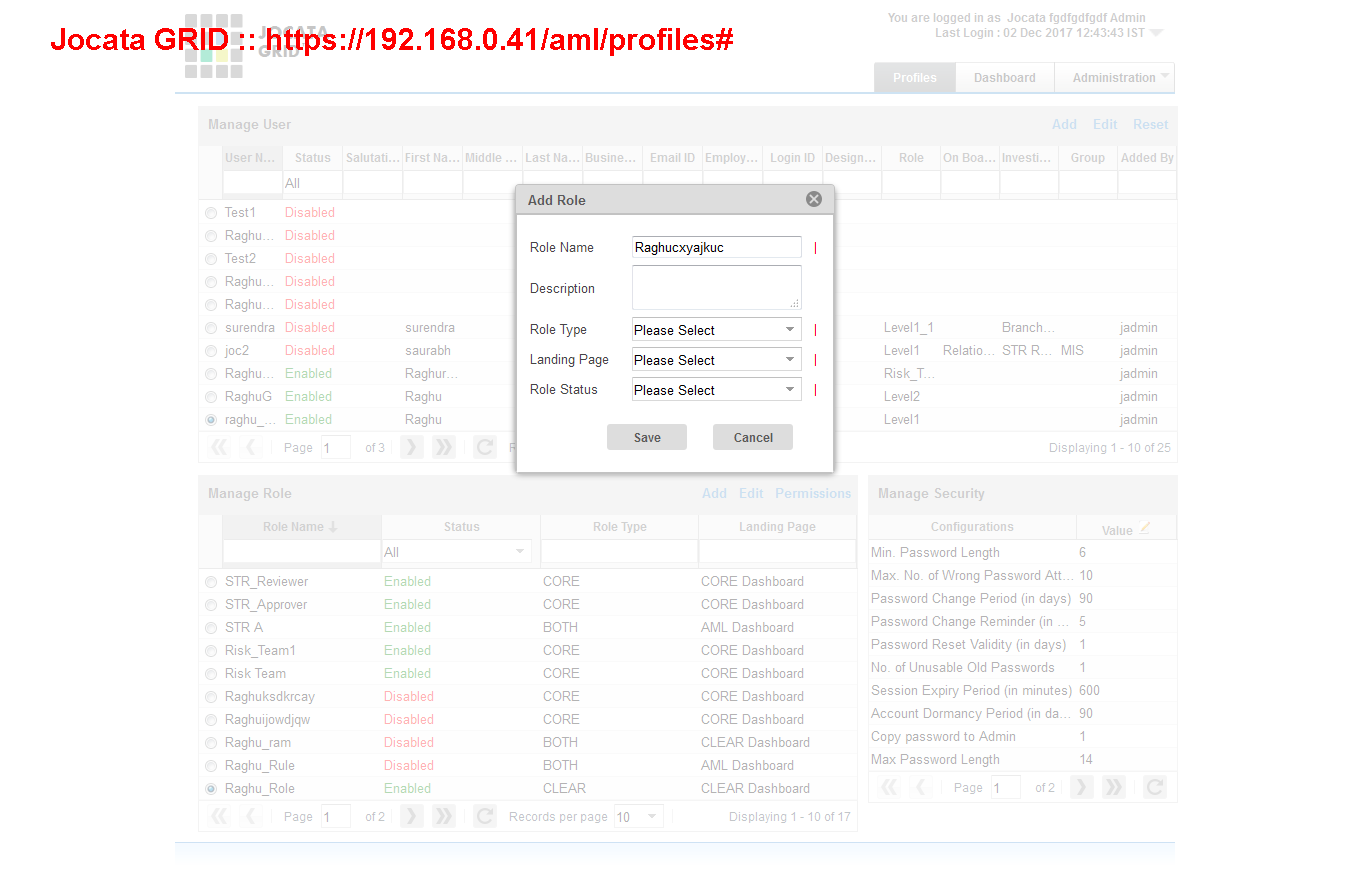 You are logged in as Jocata fgdfgdfgdf Admin
Last Login : 02 Dec 2017 12:43:43 IST
Jocata GRID :: https://192.168.0.41/aml/profiles#
JOCATA
GRID
Profiles Dashboard Administration
Manage User Add Edit Reset
User N... Status Salutati... First Na... Middle ... Last Na... Busine... Email ID Employ... Login ID Design... Role On Boa... Investi... Group Added By
All
Test1 Disabled
Raghu... Disabled
Test2 Disabled
Raghu... Disabled
Raghu... Disabled
surendra Disabled surendra Level1_1 Branch... jadmin
joc2 Disabled saurabh Level1 Relatio... STR R... MIS jadmin
Raghu... Enabled Raghur... Risk_T... jadmin
RaghuG Enabled Raghu Level2 jadmin
raghu_... Enabled Raghu Level1 jadmin
Page 1 of 3 Displaying 1 - 10 of 25
Add Role
Role Name Raghucxyajkuc |
Description
Role Type Please Select |
Landing Page Please Select |
Role Status Please Select |
Save Cancel
Manage Role Add Edit Permissions
Role Name Status Role Type Landing Page
All
STR_Reviewer Enabled CORE CORE Dashboard
STR_Approver Enabled CORE CORE Dashboard
STR A Enabled BOTH AML Dashboard
Risk_Team1 Enabled CORE CORE Dashboard
Risk Team Enabled CORE CORE Dashboard
Raghuksdkrcay Disabled CORE CORE Dashboard
Raghuijowdjqw Disabled CORE CORE Dashboard
Raghu_ram Disabled BOTH CLEAR Dashboard
Raghu_Rule Disabled BOTH AML Dashboard
Raghu_Role Enabled CLEAR CLEAR Dashboard
Page 1 of 2 Records per page 10 Displaying 1 - 10 of 17
Manage Security
Configurations Value
Min. Password Length 6
Max. No. of Wrong Password Att... 10
Password Change Period (in days) 90
Password Change Reminder (in ... 5
Password Reset Validity (in days) 1
No. of Unusable Old Passwords 1
Session Expiry Period (in minutes) 600
Account Dormancy Period (in da... 90
Copy password to Admin 1
Max Password Length 14
Page 1 of 2